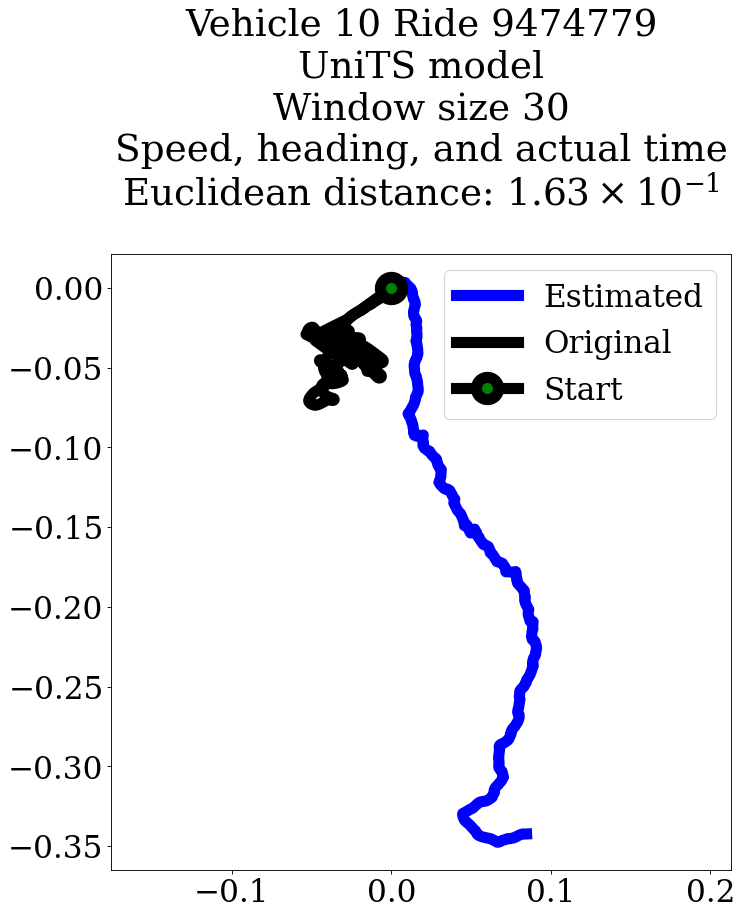 Vehicle 10 Ride 9474779
UniTS model
Window size 30
Speed, heading, and actual time
Euclidean distance: 1.63 × 10⁻¹
Estimated
Original
Start
0.00
−0.05
−0.10
−0.15
−0.20
−0.25
−0.30
−0.35
−0.1 0.0 0.1 0.2